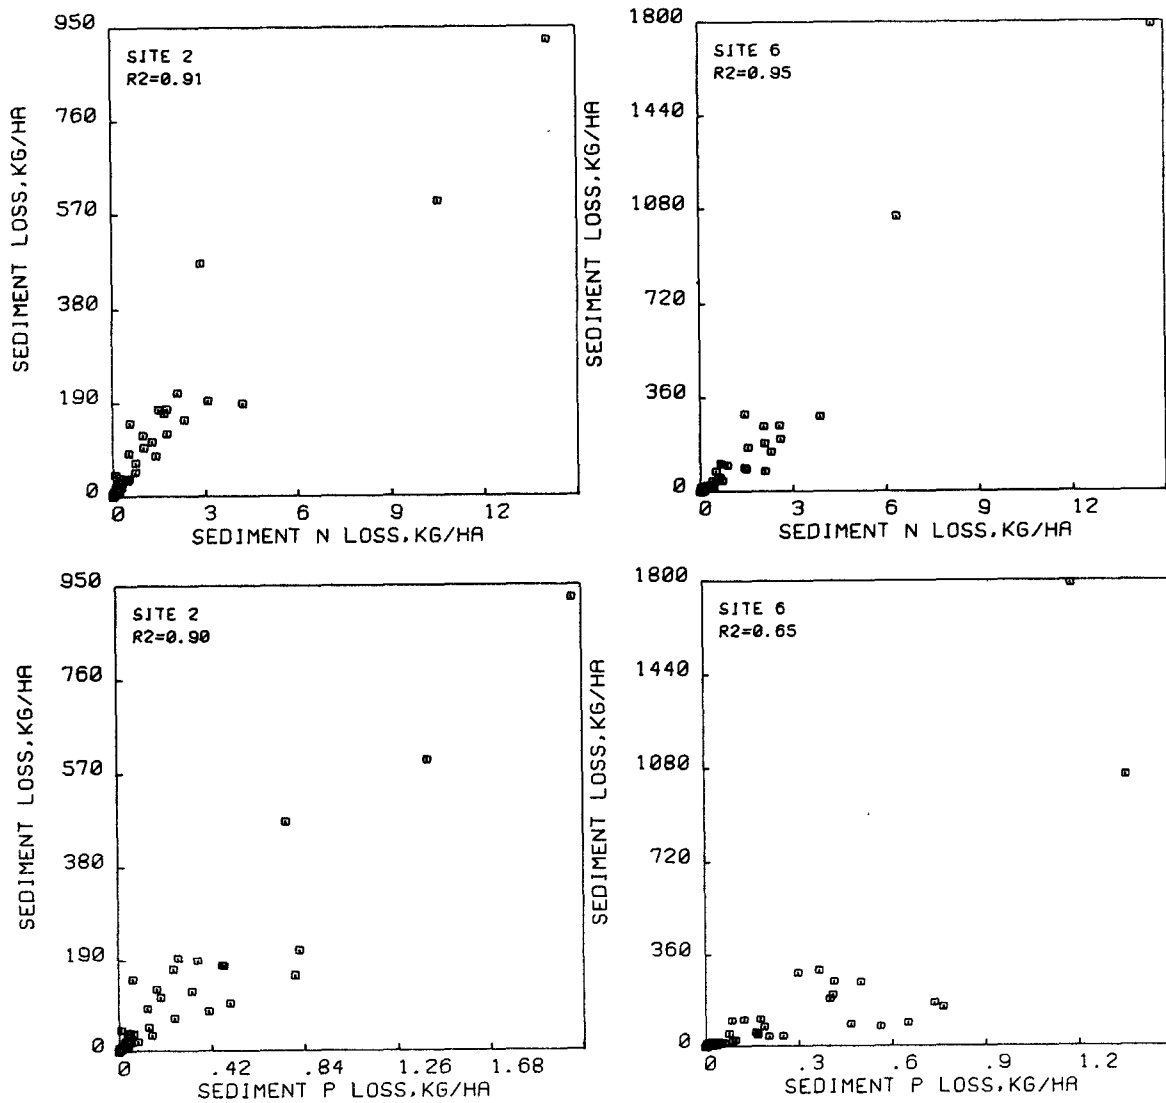 SITE 2
R2=0.91
950
760
570
380
190
0
SEDIMENT LOSS,KG/HA
0 3 6 9 12
SEDIMENT N LOSS,KG/HA
SITE 6
R2=0.95
1800
1440
1080
720
360
0
SEDIMENT LOSS,KG/HA
0 3 6 9 12
SEDIMENT N LOSS,KG/HA
SITE 2
R2=0.90
950
760
570
380
190
0
SEDIMENT LOSS,KG/HA
0 .42 .84 1.26 1.68
SEDIMENT P LOSS,KG/HA
SITE 6
R2=0.65
1800
1440
1080
720
360
0
SEDIMENT LOSS,KG/HA
0 .3 .6 .9 1.2
SEDIMENT P LOSS,KG/HA